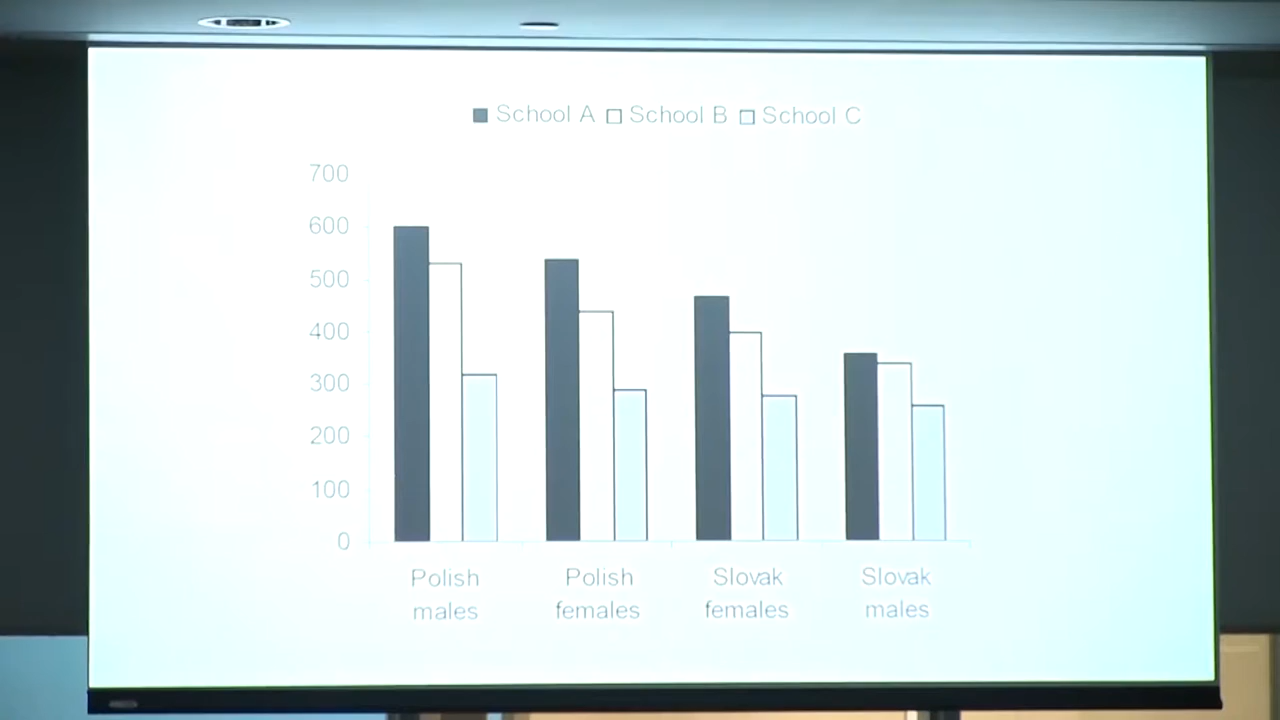 School A School B School C
700
600
500
400
300
200
100
0
Polish males
Polish females
Slovak females
Slovak males